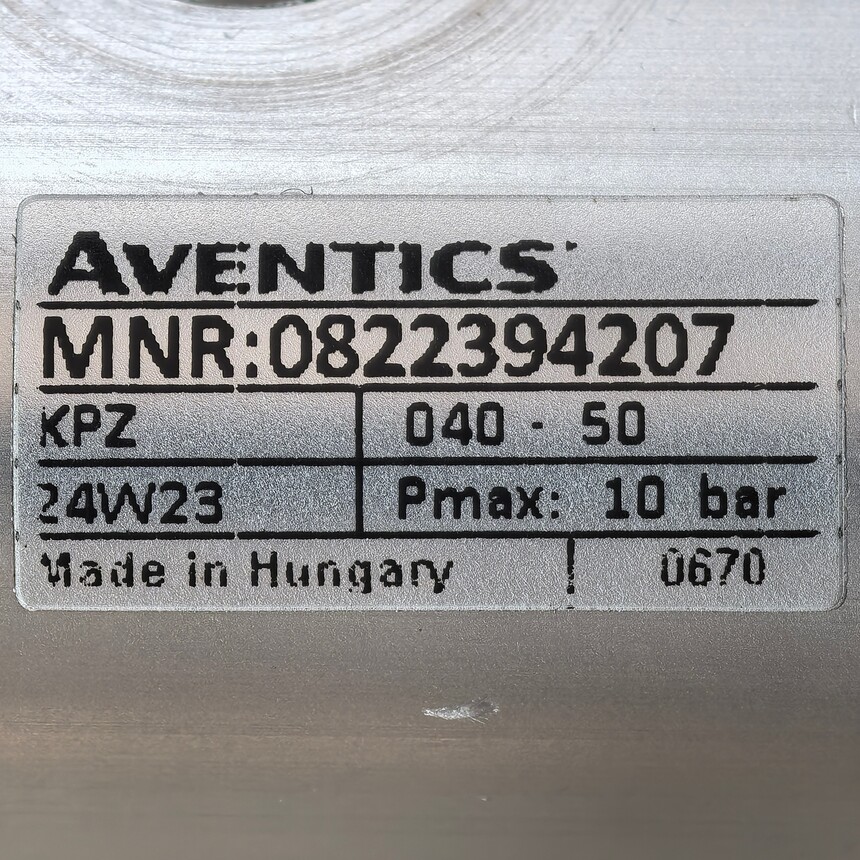 AVENTICS
MNR:0822394207
KPZ 040 - 50
24W23 Pmax: 10 bar
Made in Hungary 0670